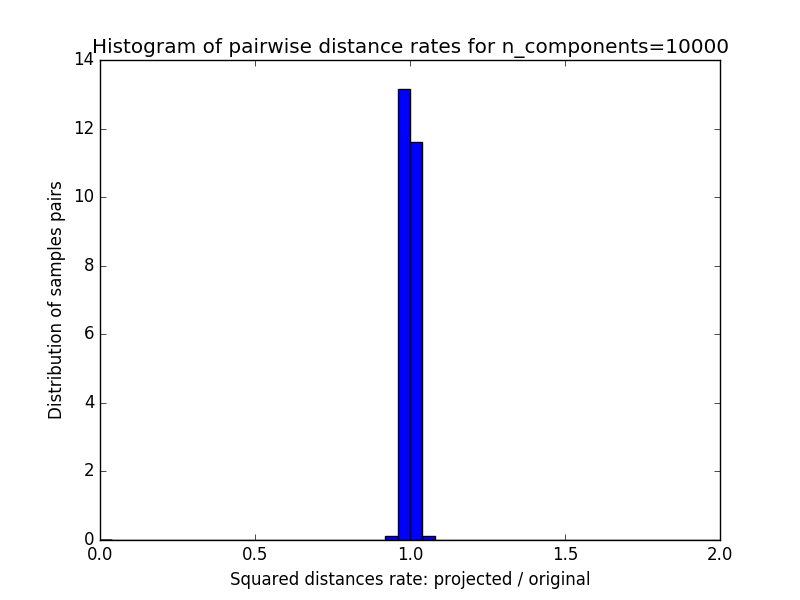 Histogram of pairwise distance rates for n_components=10000
14
12
10
8
6
4
2
0
Distribution of samples pairs
0.0 0.5 1.0 1.5 2.0
Squared distances rate: projected / original